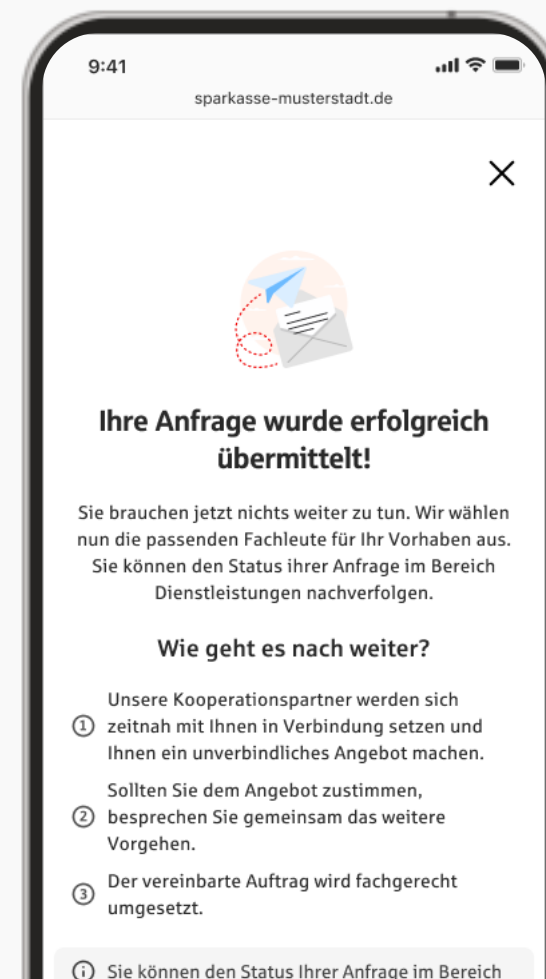 9:41
sparkasse-musterstadt.de
Ihre Anfrage wurde erfolgreich
übermittelt!
Sie brauchen jetzt nichts weiter zu tun. Wir wählen
nun die passenden Fachleute für Ihr Vorhaben aus.
Sie können den Status ihrer Anfrage im Bereich
Dienstleistungen nachverfolgen.
Wie geht es nach weiter?
Unsere Kooperationspartner werden sich
1 zeitnah mit Ihnen in Verbindung setzen und
Ihnen ein unverbindliches Angebot machen.
Sollten Sie dem Angebot zustimmen,
2 besprechen Sie gemeinsam das weitere
Vorgehen.
3 Der vereinbarte Auftrag wird fachgerecht
umgesetzt.
Sie können den Status Ihrer Anfrage im Bereich